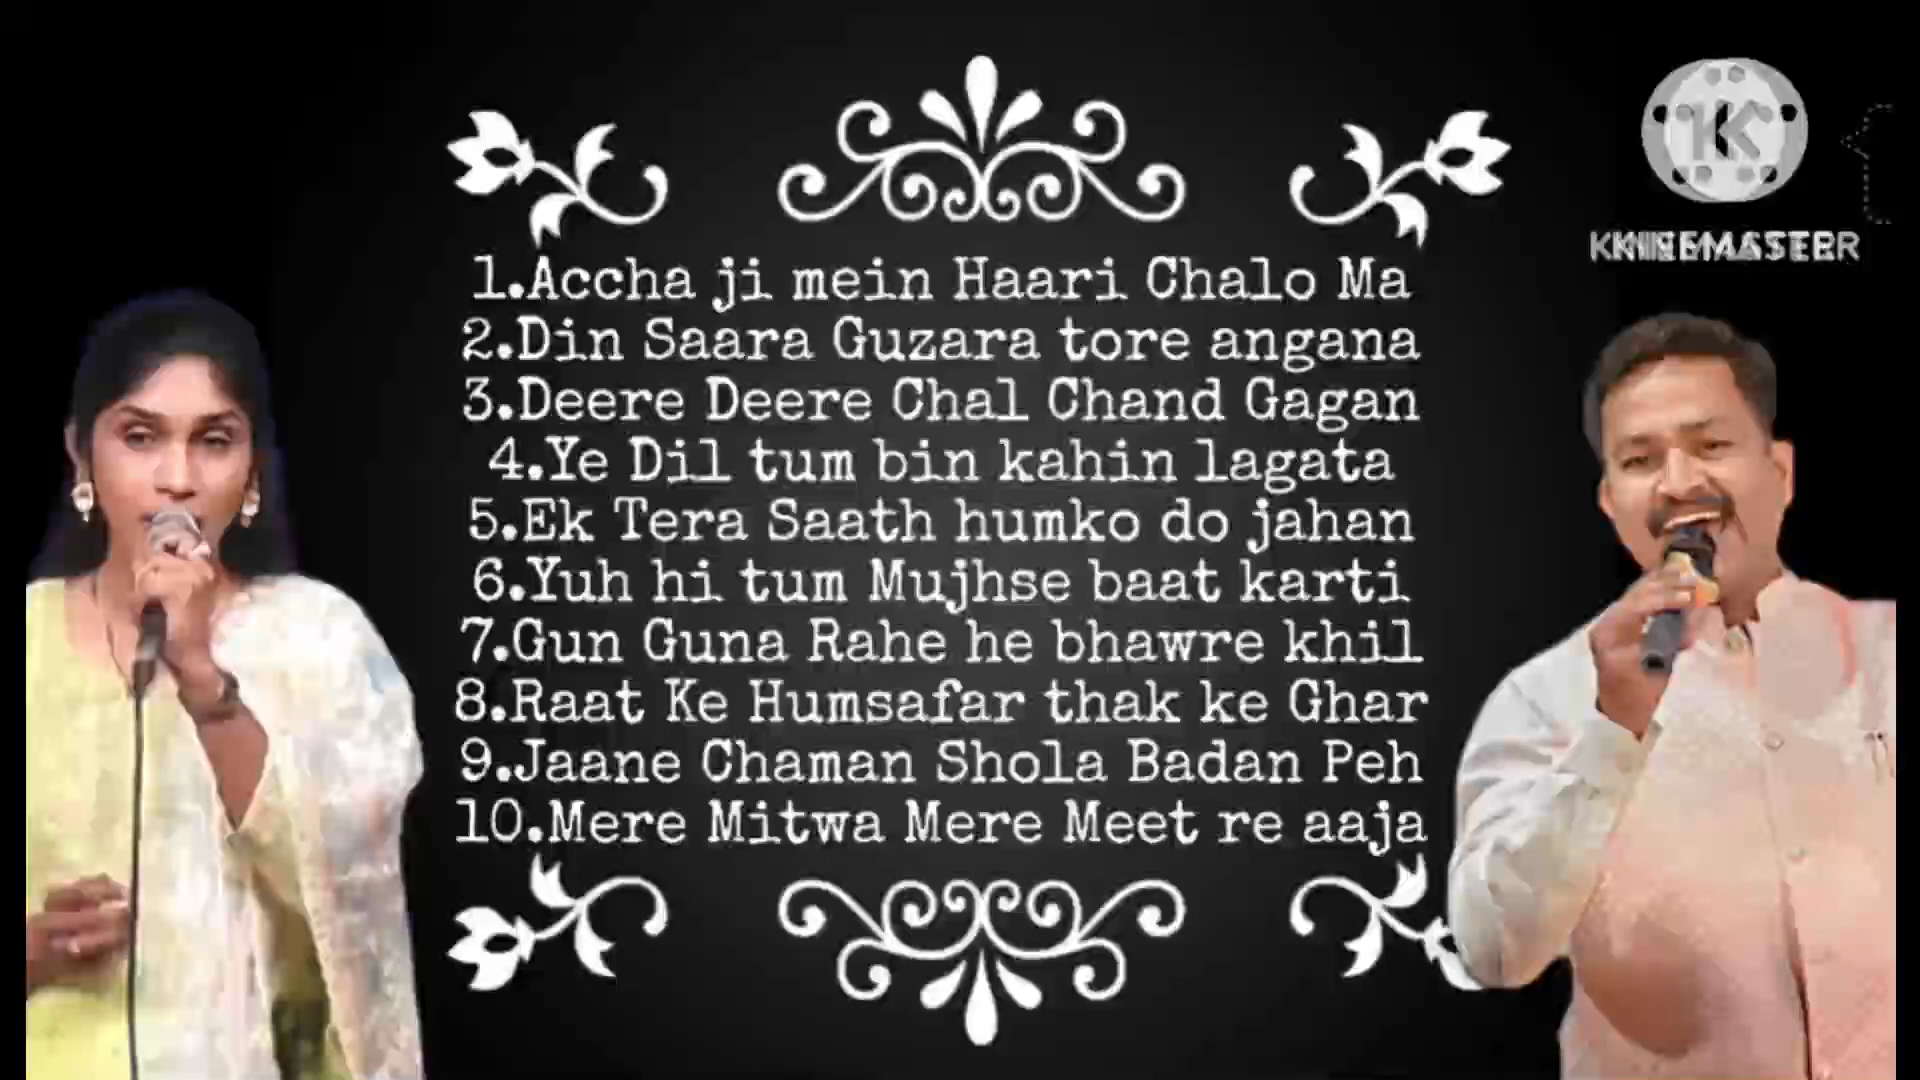 1.Accha ji mein Haari Chalo Ma
2.Din Saara Guzara tore angana
3.Deere Deere Chal Chand Gagan
4.Ye Dil tum bin kahin lagata
5.Ek Tera Saath humko do jahan
6.Yuh hi tum Mujhse baat karti
7.Gun Guna Rahe he bhawre khil
8.Raat Ke Humsafar thak ke Ghar
9.Jaane Chaman Shola Badan Peh
10.Mere Mitwa Mere Meet re aaja
KINEMASTER